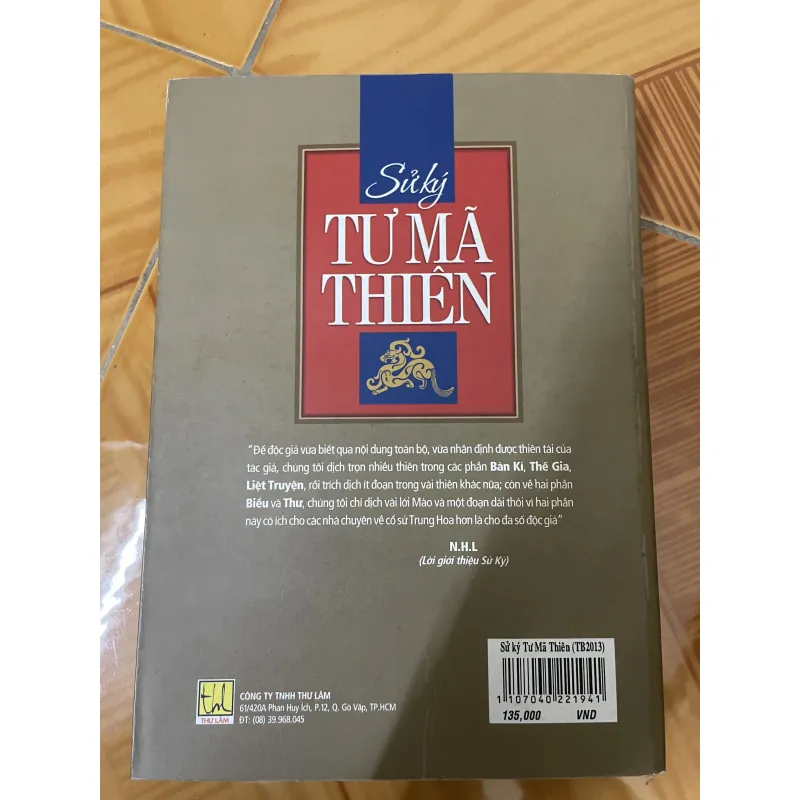 Sử ký
TƯ MÃ
THIÊN
"Để độc giả vừa biết qua nội dung toàn bộ, vừa nhận định được thiên tài của
tác giả, chúng tôi dịch trọn nhiều thiên trong các phần Bản Kỉ, Thế Gia,
Liệt Truyện, rồi trích dịch ít đoạn trong vài thiên khác nữa; còn về hai phần
Biểu và Thư, chúng tôi chỉ dịch vài lời Mào và một đoạn dài thôi vì hai phần
này có ích cho các nhà chuyên về cổ sử Trung Hoa hơn là cho đa số độc giả"
N.H.L
(Lời giới thiệu Sử Ký)
thl
THƯ LÂM
CÔNG TY TNHH THƯ LÂM
61/420A Phan Huy Ích, P.12, Q. Gò Vấp, TP.HCM
ĐT: (08) 39.968.045
Sử ký Tư Mã Thiên (TB2013)
1 107040 221941
135,000 VND